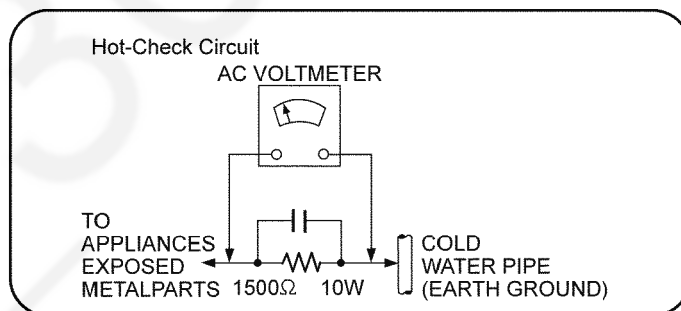 Hot-Check Circuit
AC VOLTMETER
TO
APPLIANCES
EXPOSED
METALPARTS
1500Ω 10W
COLD
WATER PIPE
(EARTH GROUND)